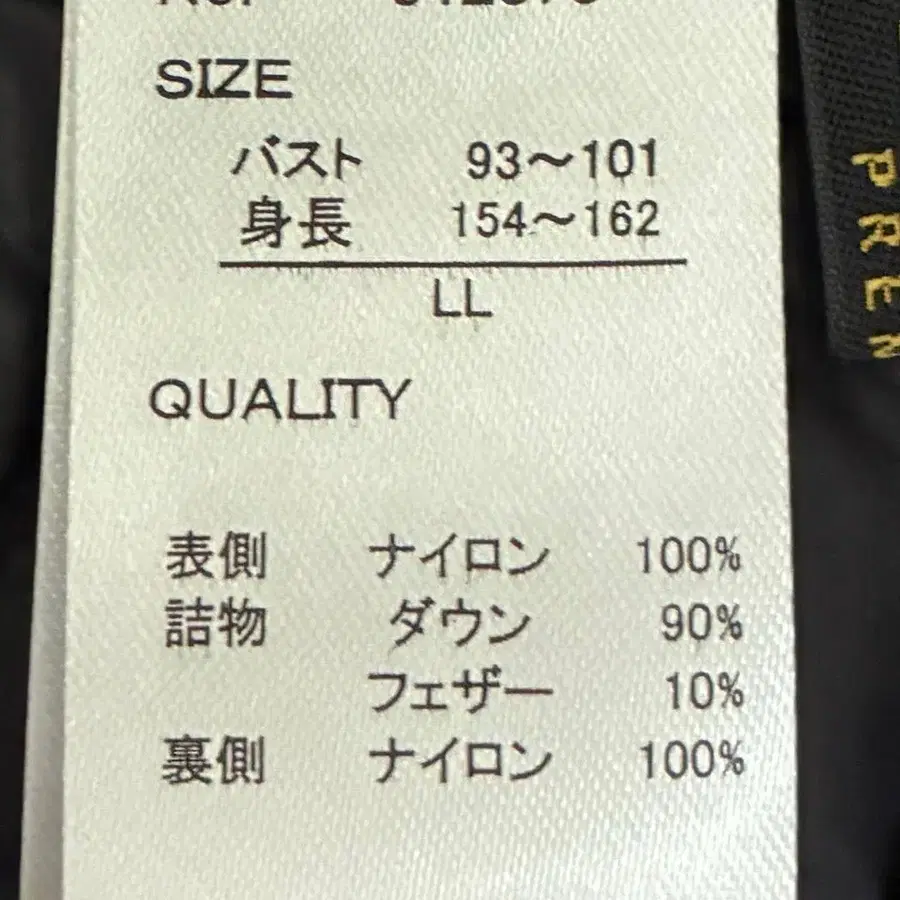 SIZE
バスト 93～101
身長 154～162
LL
QUALITY
表側 ナイロン 100%
詰物 ダウン 90%
フェザー 10%
裏側 ナイロン 100%